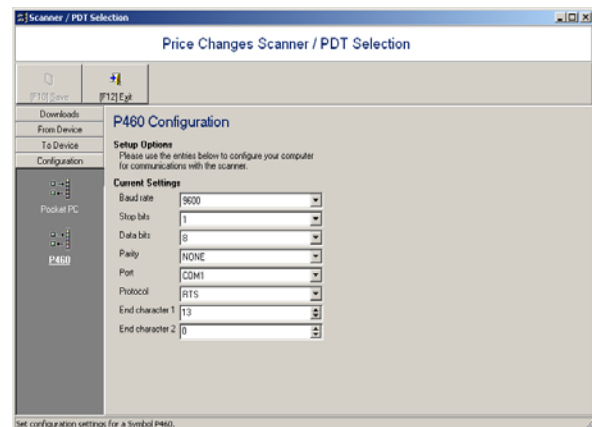 Scanner / PDT Selection
Price Changes Scanner / PDT Selection
[F10] Save
[F12] Exit
Downloads
From Device
To Device
Configuration
Pocket PC
P460
P460 Configuration
Setup Options
Please use the entries below to configure your computer
for communications with the scanner.
Current Settings
Baud rate 9600
Stop bits 1
Data bits 8
Parity NONE
Port COM1
Protocol RTS
End character 1 13
End character 2 0
Set configuration settings for a Symbol P460.